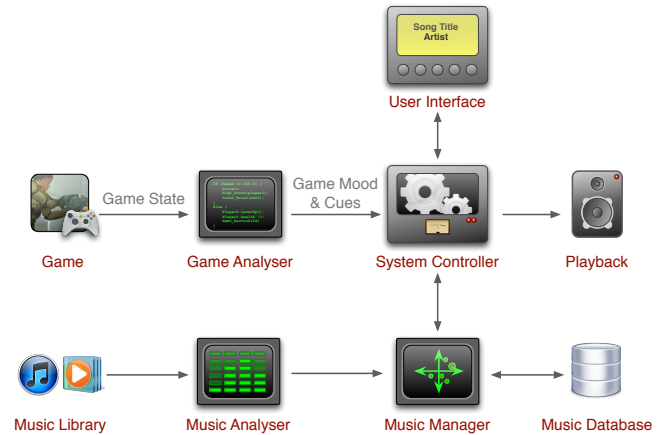 Song Title
Artist
User Interface
Game State
Game Mood
& Cues
Game
Game Analyser
System Controller
Playback
Music Library
Music Analyser
Music Manager
Music Database